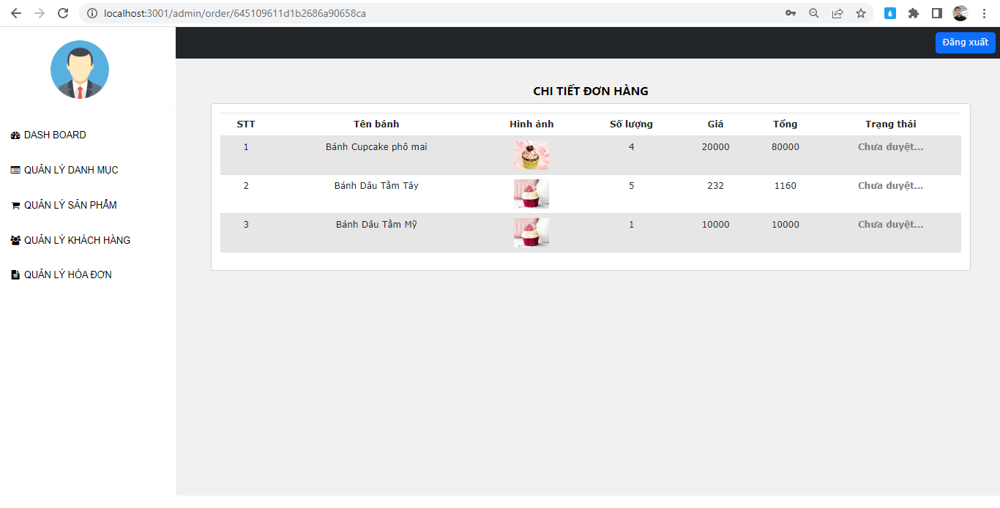 localhost:3001/admin/order/645109611d1b2686a90658ca
Đăng xuất
DASH BOARD
QUẢN LÝ DANH MỤC
QUẢN LÝ SẢN PHẨM
QUẢN LÝ KHÁCH HÀNG
QUẢN LÝ HÓA ĐƠN
CHI TIẾT ĐƠN HÀNG
STT Tên bánh Hình ảnh Số lượng Giá Tổng Trạng thái
1 Bánh Cupcake phô mai 4 20000 80000 Chưa duyệt...
2 Bánh Dâu Tằm Tây 5 232 1160 Chưa duyệt...
3 Bánh Dâu Tằm Mỹ 1 10000 10000 Chưa duyệt...